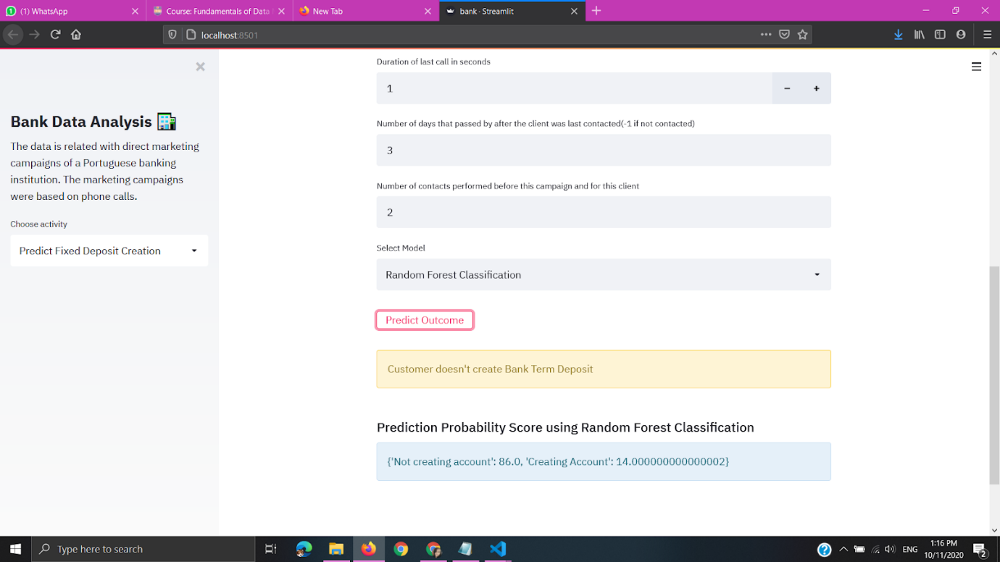 (1) WhatsApp
Course: Fundamentals of Data
New Tab
bank · Streamlit
localhost:8501
Bank Data Analysis
The data is related with direct marketing
campaigns of a Portuguese banking
institution. The marketing campaigns
were based on phone calls.
Choose activity
Predict Fixed Deposit Creation
Duration of last call in seconds
1
Number of days that passed by after the client was last contacted(-1 if not contacted)
3
Number of contacts performed before this campaign and for this client
2
Select Model
Random Forest Classification
Predict Outcome
Customer doesn't create Bank Term Deposit
Prediction Probability Score using Random Forest Classification
{'Not creating account': 86.0, 'Creating Account': 14.000000000000002}
Type here to search
ENG
1:16 PM
10/11/2020
2